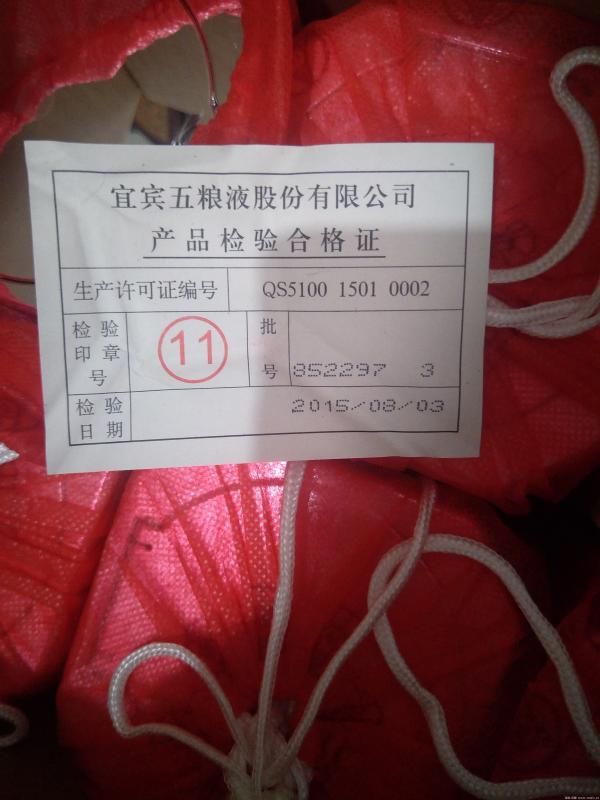 宜宾五粮液股份有限公司
产品检验合格证
生产许可证编号 QS5100 1501 0002
检验印章号 11 批号 852297 3
检验日期 2015/08/03